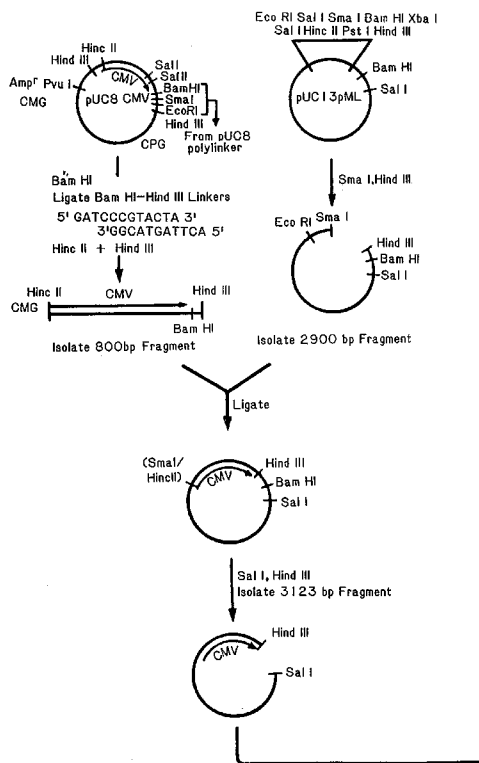 Hinc II
Hind III
CMV
Sal I
Sal II
Bam HI
Sma I
Eco RI
Hind III
Amp^r Pvu I
CMG
pUC8 CMV
CPG
From pUC8
polylinker
Eco RI Sal I Sma I Bam HI Xba I
Sal I Hinc II Pst I Hind III
Bam HI
Sal I
pUC13pML
Bam HI
Ligate Bam HI-Hind III Linkers
5' GATCCCGTACTA 3'
3'GGCATGATTCA 5'
Hinc II + Hind III
Sma I, Hind III
Eco RI
Sma I
Hind III
Bam HI
Sal I
Hinc II
CMV
Hind III
CMG
Bam HI
Isolate 800bp Fragment
Isolate 2900 bp Fragment
Ligate
(SmaI/
HincII)
CMV
Hind III
Bam HI
Sal I
Sal I, Hind III
Isolate 3123 bp Fragment
Hind III
CMV
Sal I